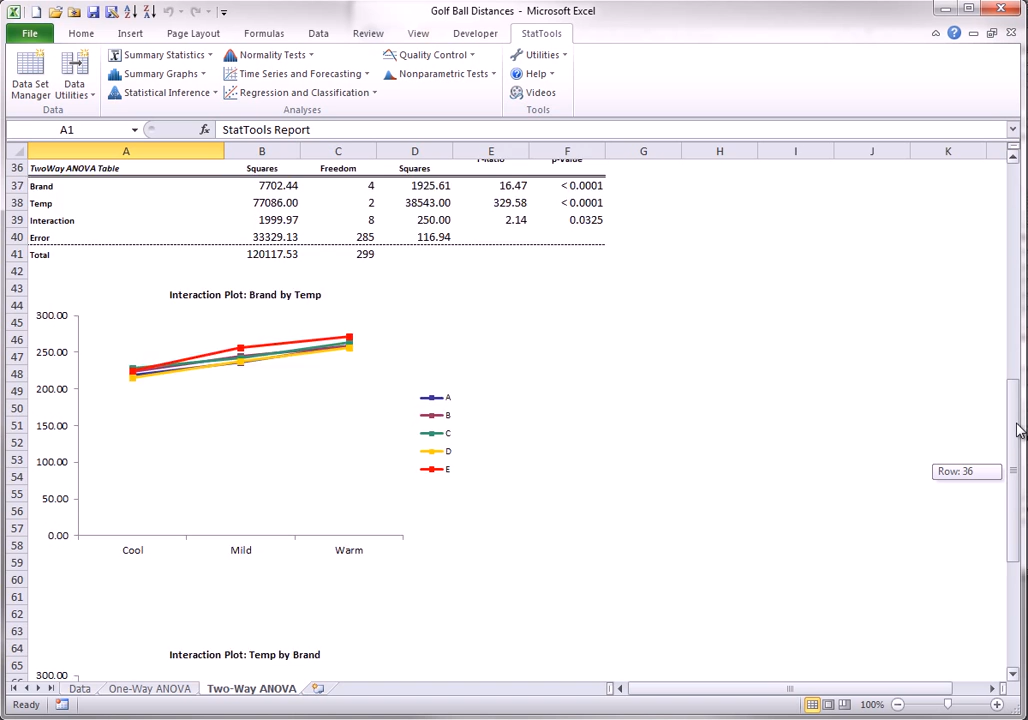 Golf Ball Distances - Microsoft Excel
File Home Insert Page Layout Formulas Data Review View Developer StatTools
Summary Statistics Normality Tests Quality Control Utilities
Data Set Manager Data Utilities Summary Graphs Time Series and Forecasting Nonparametric Tests Help
Statistical Inference Regression and Classification Videos
Data Analyses Tools
A1 fx StatTools Report
A B C D E F G H I J K
36 TwoWay ANOVA Table Squares Freedom Squares F-Ratio p-Value
37 Brand 7702.44 4 1925.61 16.47 < 0.0001
38 Temp 77086.00 2 38543.00 329.58 < 0.0001
39 Interaction 1999.97 8 250.00 2.14 0.0325
40 Error 33329.13 285 116.94
41 Total 120117.53 299
42
43
Interaction Plot: Brand by Temp
44
300.00
45
46
250.00
47
48
200.00
49
A
50
B
150.00
51
C
52
D
100.00
53
E
Row: 36
54
50.00
55
56
57
0.00
58
Cool Mild Warm
59
60
61
62
63
64
Interaction Plot: Temp by Brand
65
300.00
Data One-Way ANOVA Two-Way ANOVA
Ready 100%